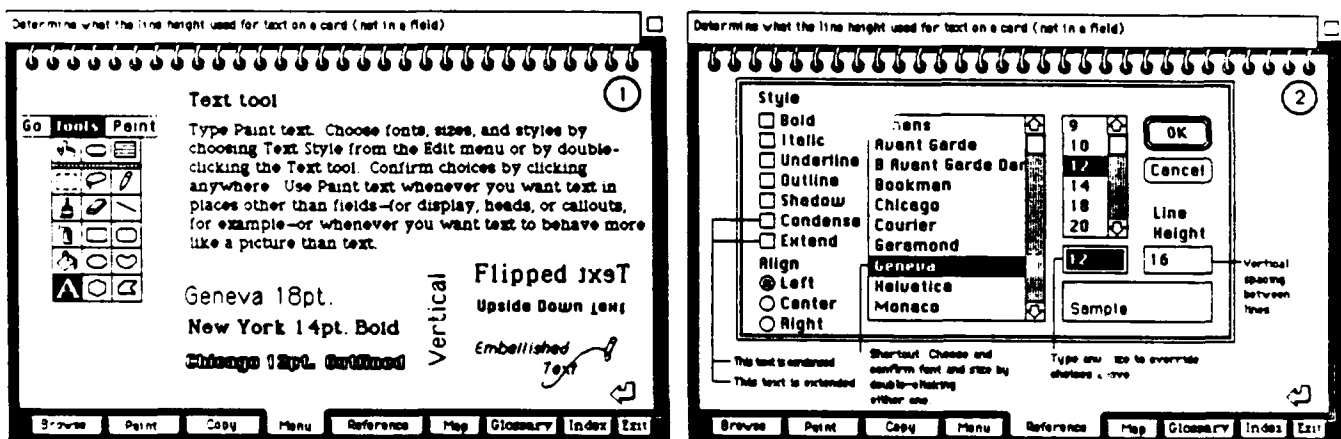 Determine what the line height used for text on a card (not in a field)
1
Text tool
Go Tools Paint
Type Paint text. Choose fonts, sizes, and styles by
choosing Text Style from the Edit menu or by double-
clicking the Text tool. Confirm choices by clicking
anywhere. Use Paint text whenever you want text in
places other than fields—for display, heads, or callouts,
for example—or whenever you want text to behave more
like a picture than text.
A
Geneva 18pt.
New York 14pt. Bold
Chicago 12pt. Outlined
Vertical
Flipped Text
Upside Down Text
Embellished
Text
Browse Paint Copy Menu Reference Map Glossary Index Exit
Determine what the line height used for text on a card (not in a field)
2
Style
Bold
Italic
Underline
Outline
Shadow
Condense
Extend
Align
Left
Center
Right
Avant Garde
B Avant Garde
Bookman
Chicago
Courier
Garamond
Geneva
Helvetica
Monaco
9
10
12
14
18
20
12
OK
Cancel
Line
Height
16
Sample
Vertical
spacing
between
lines
This text is condensed
This text is extended
Shortcut: Choose and
confirm font and size by
double-clicking
either one.
Type any size to override
choices above
Browse Paint Copy Menu Reference Map Glossary Index Exit